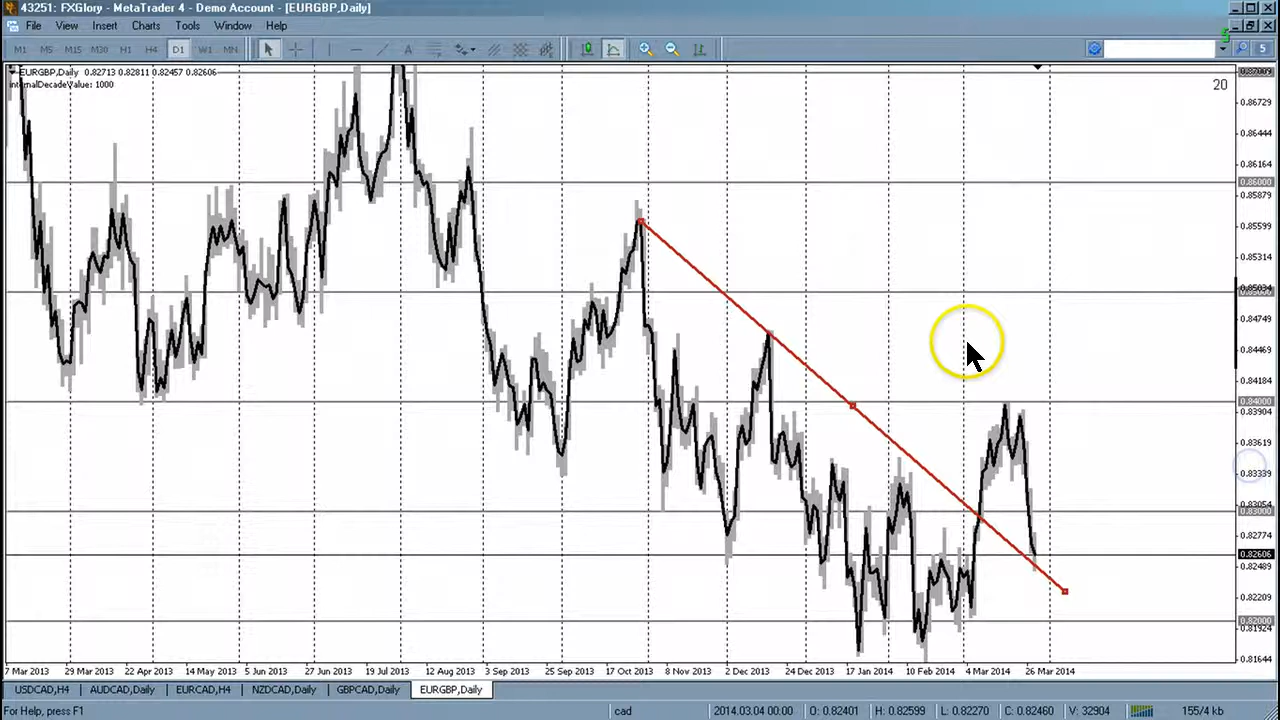 43251: FXGlory - MetaTrader 4 - Demo Account - [EURGBP,Daily]
File View Insert Charts Tools Window Help
M1 M5 M15 M30 H1 H4 D1 W1 MN
A
5
EURGBP,Daily 0.82713 0.82811 0.82457 0.82606
InternalDecadeValue: 1000
20
0.86729
0.86444
0.86164
0.86000
0.85879
0.85599
0.85314
0.85034
0.84749
0.84469
0.84184
0.84000
0.83904
0.83619
0.83339
0.83054
0.83000
0.82774
0.82606
0.82489
0.82209
0.82000
0.81924
0.81644
7 Mar 2013 29 Mar 2013 22 Apr 2013 14 May 2013 5 Jun 2013 27 Jun 2013 19 Jul 2013 12 Aug 2013 3 Sep 2013 25 Sep 2013 17 Oct 2013 8 Nov 2013 2 Dec 2013 24 Dec 2013 17 Jan 2014 10 Feb 2014 4 Mar 2014 26 Mar 2014
USDCAD,H4 AUDCAD,Daily EURCAD,H4 NZDCAD,Daily GBPCAD,Daily EURGBP,Daily
For Help, press F1 cad 2014.03.04 00:00 O: 0.82401 H: 0.82599 L: 0.82270 C: 0.82460 V: 32904 155/4 kb